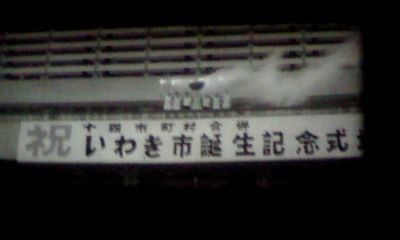 祝
十四市町村合併
いわき市誕生記念式